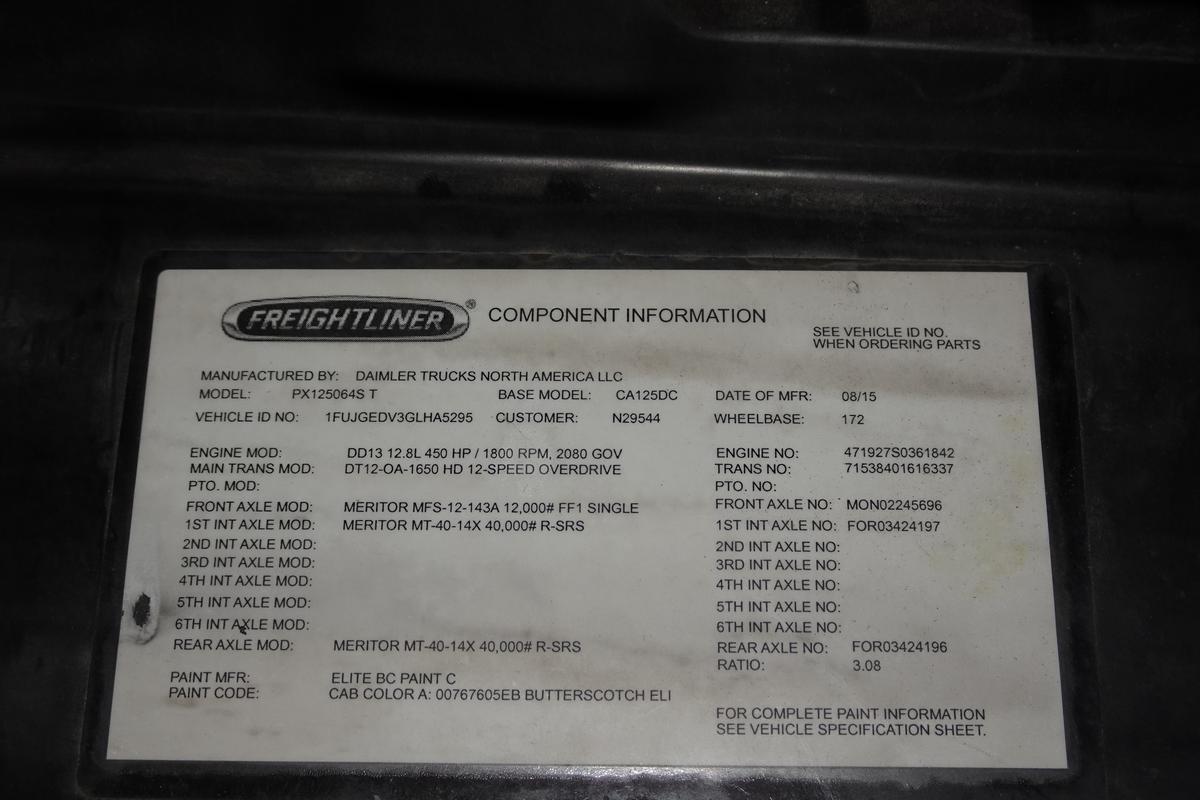 FREIGHTLINER® COMPONENT INFORMATION
SEE VEHICLE ID NO.
WHEN ORDERING PARTS
MANUFACTURED BY: DAIMLER TRUCKS NORTH AMERICA LLC
MODEL: PX125064S T BASE MODEL: CA125DC DATE OF MFR: 08/15
VEHICLE ID NO: 1FUJGEDV3GLHA5295 CUSTOMER: N29544 WHEELBASE: 172
ENGINE MOD: DD13 12.8L 450 HP / 1800 RPM, 2080 GOV ENGINE NO: 471927S0361842
MAIN TRANS MOD: DT12-OA-1650 HD 12-SPEED OVERDRIVE TRANS NO: 71538401616337
PTO. MOD: PTO. NO:
FRONT AXLE MOD: MERITOR MFS-12-143A 12,000# FF1 SINGLE FRONT AXLE NO: MON02245696
1ST INT AXLE MOD: MERITOR MT-40-14X 40,000# R-SRS 1ST INT AXLE NO: FOR03424197
2ND INT AXLE MOD: 2ND INT AXLE NO:
3RD INT AXLE MOD: 3RD INT AXLE NO:
4TH INT AXLE MOD: 4TH INT AXLE NO:
5TH INT AXLE MOD: 5TH INT AXLE NO:
6TH INT AXLE MOD: 6TH INT AXLE NO:
REAR AXLE MOD: MERITOR MT-40-14X 40,000# R-SRS REAR AXLE NO: FOR03424196
RATIO: 3.08
PAINT MFR: ELITE BC PAINT C
PAINT CODE: CAB COLOR A: 00767605EB BUTTERSCOTCH ELI
FOR COMPLETE PAINT INFORMATION
SEE VEHICLE SPECIFICATION SHEET.